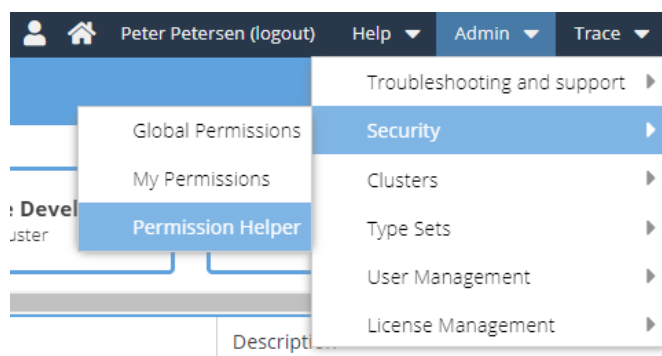 Peter Petersen (logout) Help Admin Trace
Troubleshooting and support
Global Permissions Security
My Permissions Clusters
Permission Helper Type Sets
User Management
License Management